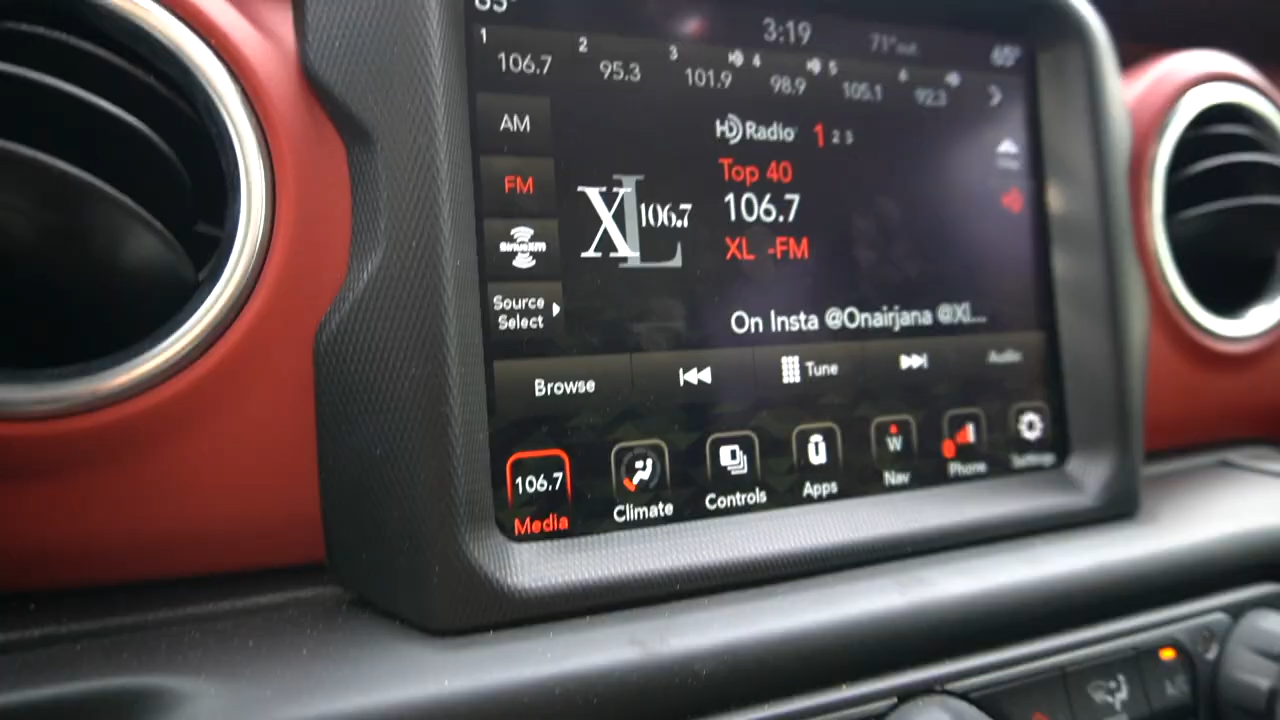 65°
3:19
71° out
65°
1 2 3 4 5 6
106.7 95.3 101.9 98.9 105.1 92.3
AM
HD Radio 1 2 3
Top 40
FM
XL 106.7
106.7
SiriusXM
XL -FM
Source
Select
On Insta @Onairjana @XL...
Browse
Tune
Audio
106.7
W
Media
Climate
Controls
Apps
Nav
Phone
Settings
A/C